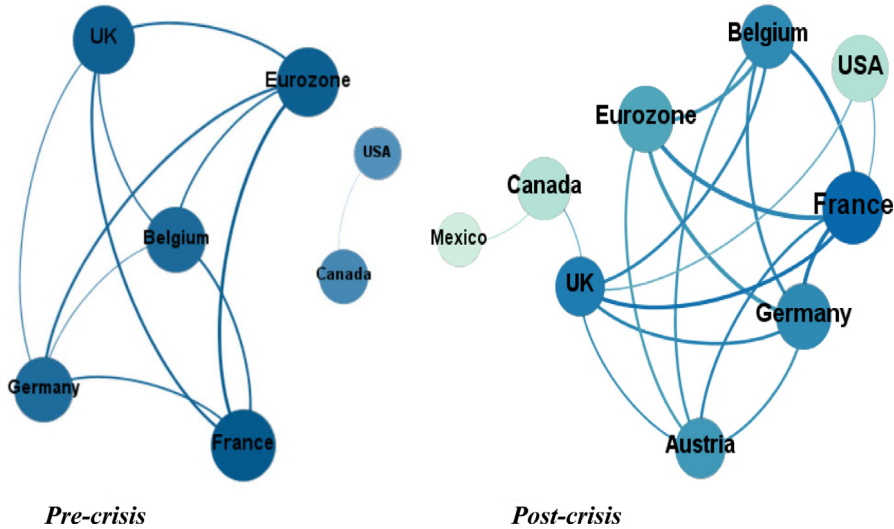 UK
Eurozone
USA
Belgium
Canada
Germany
France
Pre-crisis
Belgium
USA
Eurozone
Canada
France
Mexico
UK
Germany
Austria
Post-crisis